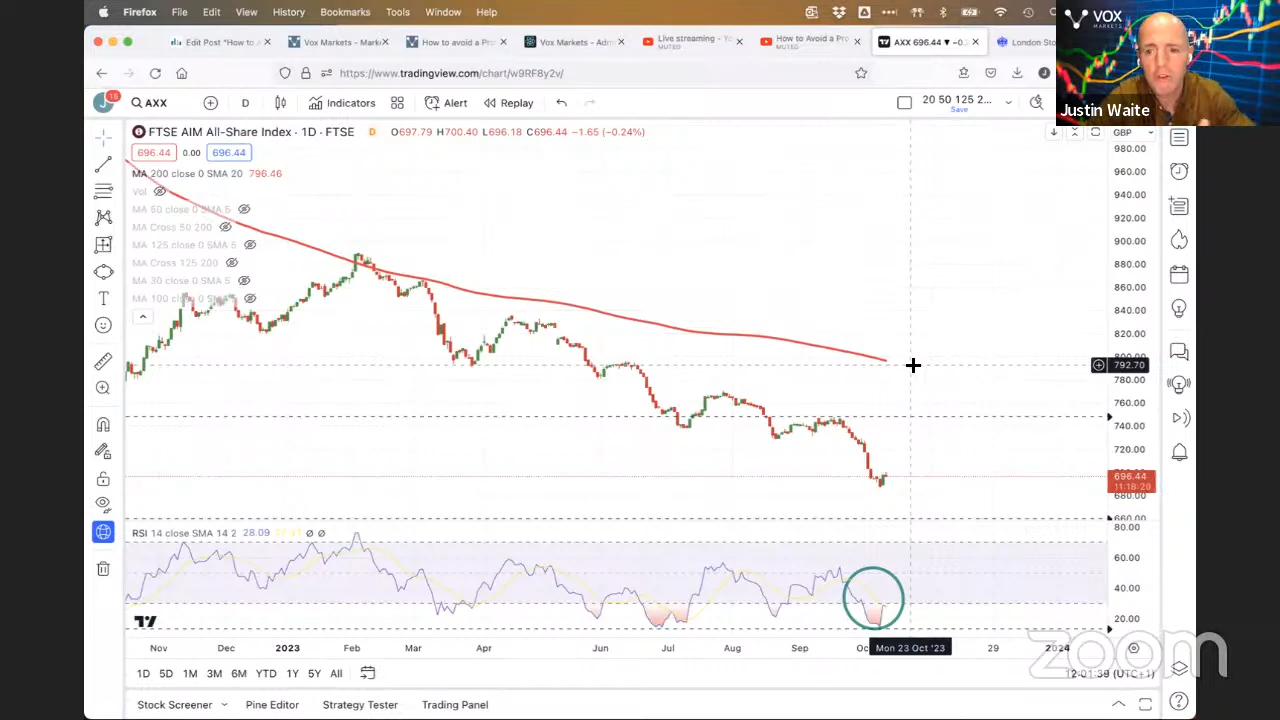 Firefox File Edit View History Bookmarks Window Help
Edit Post "How to A
Vox Markets - Marke
How to avoid a Pro
Vox Markets - Adm
Live streaming - Yo
MUTED
How to Avoid a Pr
MUTED
AXX 696.44 ▼ −0.
London Sto
VOX
MARKETS
Justin Waite
https://www.tradingview.com/chart/w9RF8y2v/
15
AXX D Indicators Alert Replay
20 50 125 2...
Save
FTSE AIM All-Share Index · 1D · FTSE O697.79 H700.40 L696.18 C696.44 −1.65 (−0.24%)
GBP
696.44 0.00 696.44
MA 200 close 0 SMA 20 796.46
Vol
MA 50 close 0 SMA 5
MA Cross 50 200
MA 125 close 0 SMA 5
MA Cross 125 200
MA 30 close 0 SMA 5
MA 100 close 0 SMA 5
980.00
960.00
940.00
920.00
900.00
880.00
860.00
840.00
820.00
800.00
792.70
780.00
760.00
740.00
720.00
696.44
11:18:20
680.00
660.00
RSI 14 close SMA 14 2 28.09
80.00
60.00
40.00
20.00
Nov Dec 2023 Feb Mar Apr Jun Jul Aug Sep Oc Mon 23 Oct '23 29 2024
zoom
1D 5D 1M 3M 6M YTD 1Y 5Y All 12:01:39 (UTC+1)
Stock Screener Pine Editor Strategy Tester Trading Panel